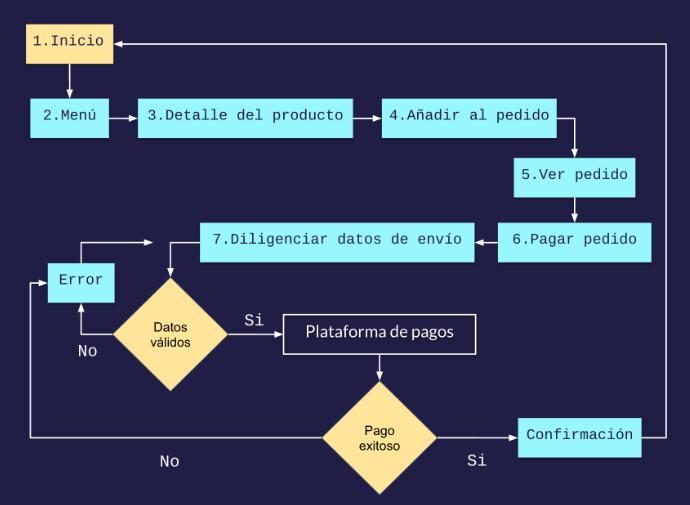 1.Inicio
2.Menú
3.Detalle del producto
4.Añadir al pedido
5.Ver pedido
6.Pagar pedido
7.Diligenciar datos de envío
Error
Datos
válidos
No
Si
Plataforma de pagos
Pago
exitoso
No
Si
Confirmación